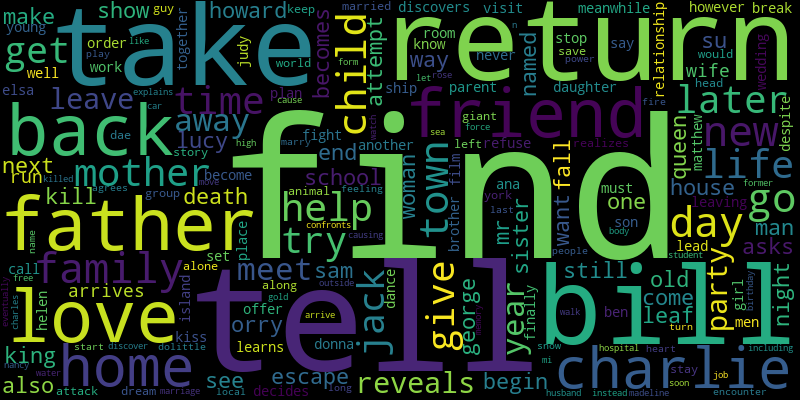 make
show
howard
becomes
discovers
visit
meanwhile
however
break
young
guy
together
keep
married
room
stop
say
relationship
get
order
like
judy
take
child
attempt
know
save
return
work
play
world
way
never
named
would
wedding
well
plan
form
ship
parent
su
later
elsa
leave
time
explains
car
let
rose
power
daughter
wife
head
back
lucy
away
cause
friend
giant
force
fire
queen
new
despite
dae
fight
match
sea
left
refuse
realizes
matthew
story
high
marry
end
another
film
brother
fall
life
next
mother
become
school
woman
town
find
ana
york
must
house
former
run
killed
agrees
move
animal
feeling
last
one
leaving
kill
group
death
help
mr
sister
want
son
day
go
father
name
set
place
try
confronts
causing
body
people
student
lead
man
family
call
alone
meet
sam
jack
give
year
still
old
party
asks
free
island
along
outside
dance
george
finally
come
girl
birthday
night
love
arrives
helen
offer
gold
tell
bill
leaf
men
eventually
charles
orry
donna
arrive
memory
ben
turn
king
start
discover
kiss
learns
snow
walk
hospital
heart
including
nancy
water
home
dolittle
see
escape
reveals
begin
mi
charlie
stay
job
also
attack
dream
marriage
local
decides
long
husband
instead
madeline
soon
encounter
n